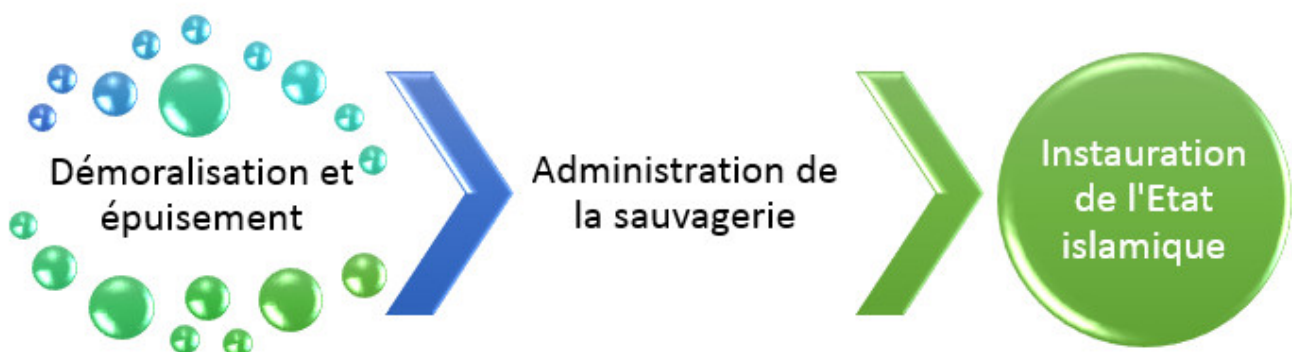 Démoralisation et
épuisement
Administration de
la sauvagerie
Instauration
de l'Etat
islamique